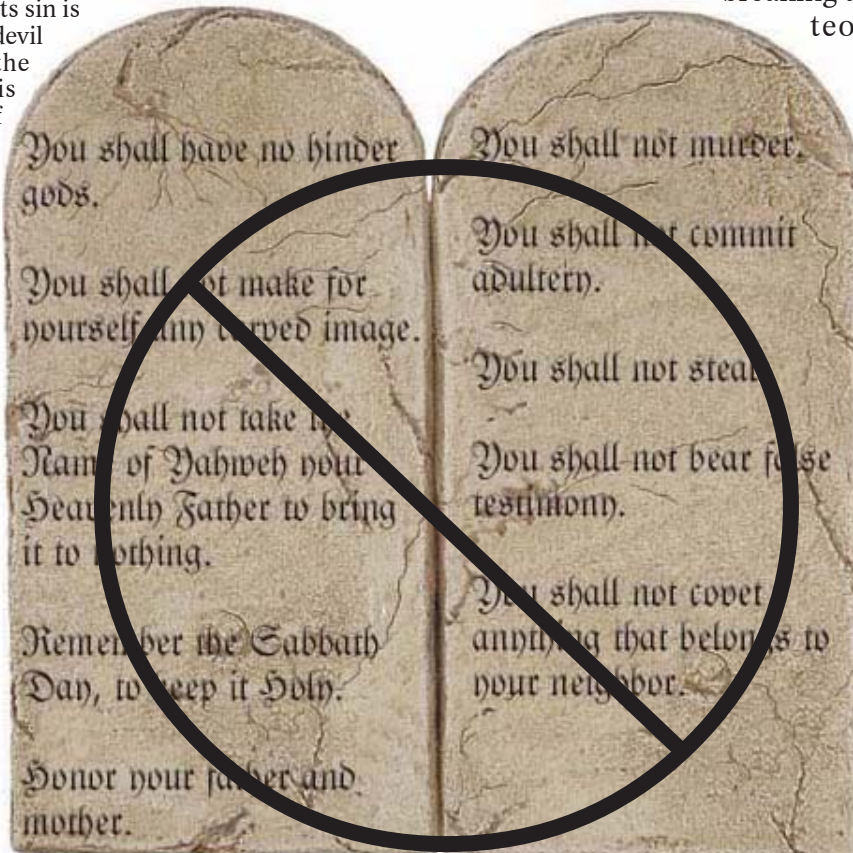 ts sin is
devil
the
is
f
teo
You shall have no hinder
gods.
You shall not make for
yourself any carved image.
You shall not take the
Name of Yahweh your
Heavenly Father to bring
it to nothing.
Remember the Sabbath
Day, to keep it Holy.
Honor your father and
mother.
You shall not murder.
You shall not commit
adultery.
You shall not steal
You shall not bear false
testimony.
You shall not covet
anything that belongs to
your neighbor.